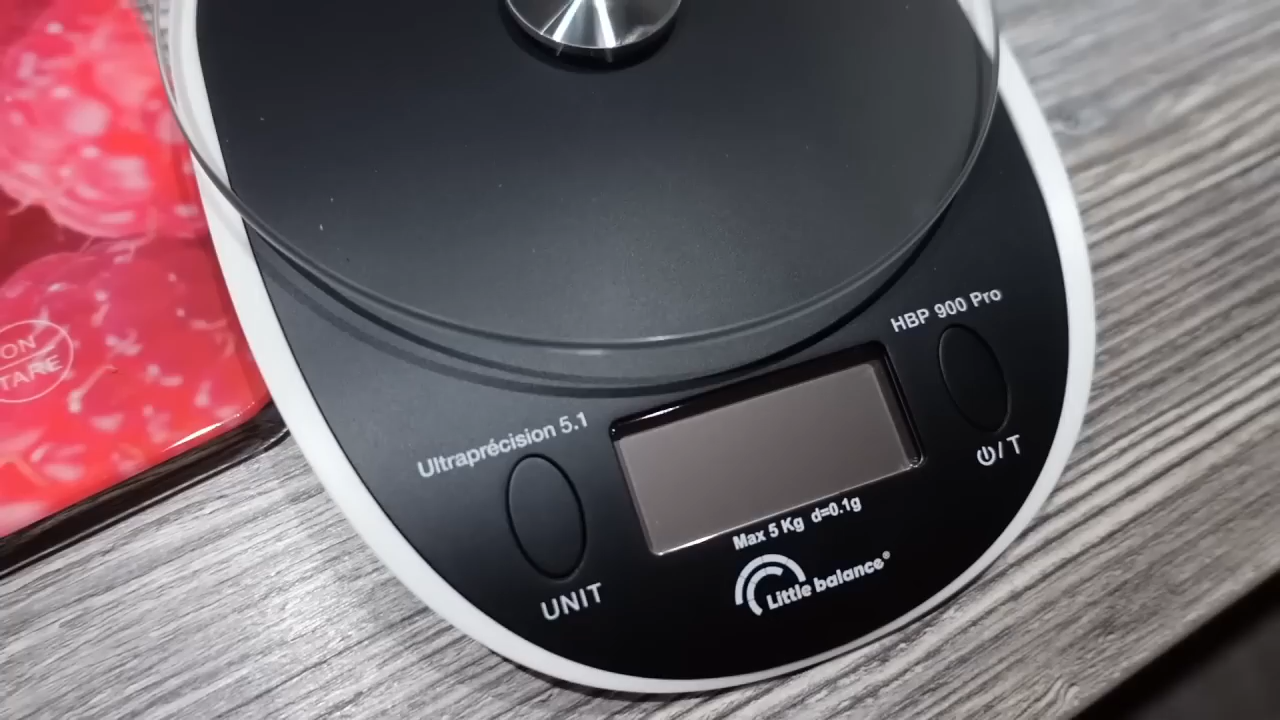 HBP 900 Pro
Ultraprécision 5.1
ON
TARE
/ T
Max 5 Kg d=0.1g
UNIT
Little balance®